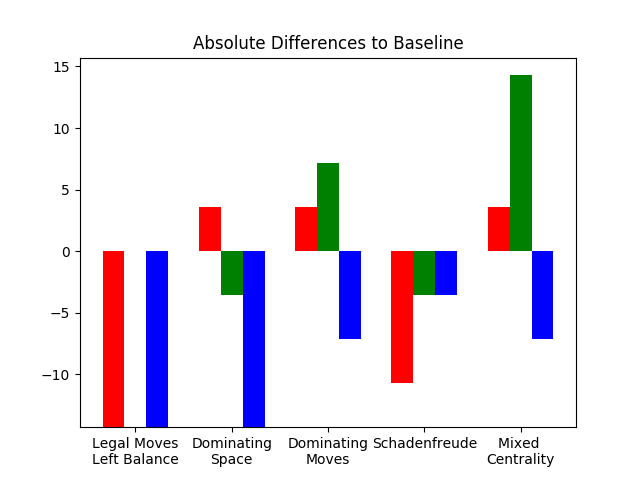 Absolute Differences to Baseline
15
10
5
0
−5
−10
Legal Moves
Left Balance
Dominating
Space
Dominating
Moves
Schadenfreude
Mixed
Centrality